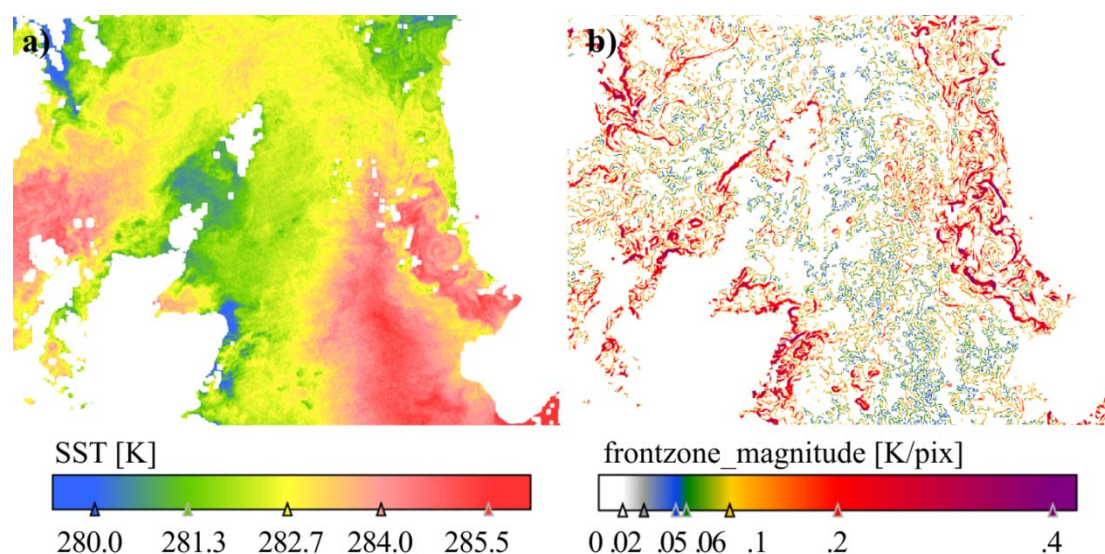 a)
b)
SST [K]
280.0 281.3 282.7 284.0 285.5
frontzone_magnitude [K/pix]
0 .02 .05 .06 .1 .2 .4